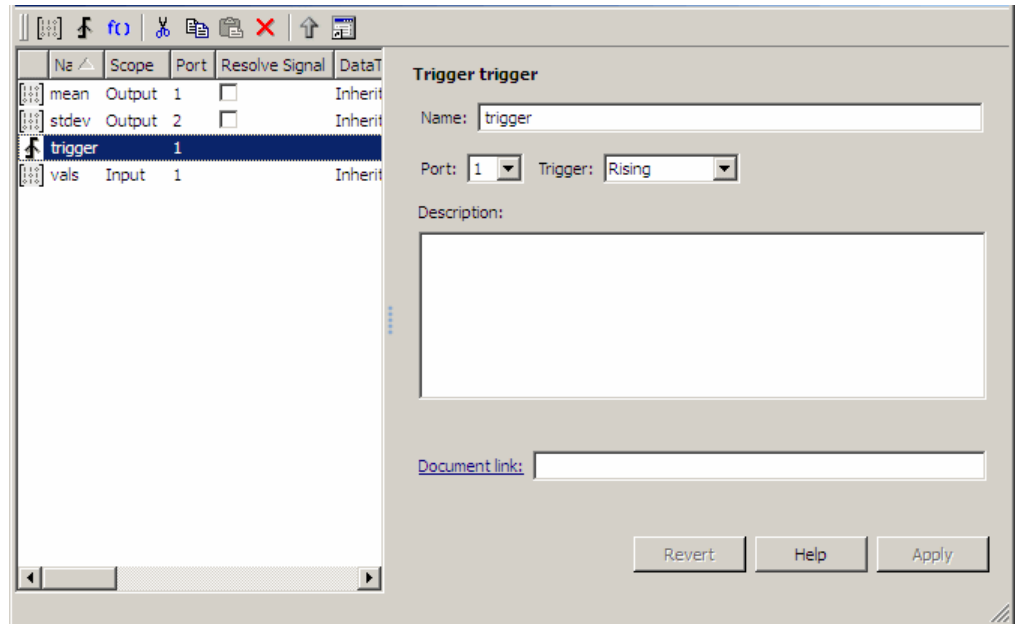 f()
Na Scope Port Resolve Signal DataT
mean Output 1 Inherit
stdev Output 2 Inherit
trigger 1
vals Input 1 Inherit
Trigger trigger
Name: trigger
Port: 1 Trigger: Rising
Description:
Document link:
Revert Help Apply